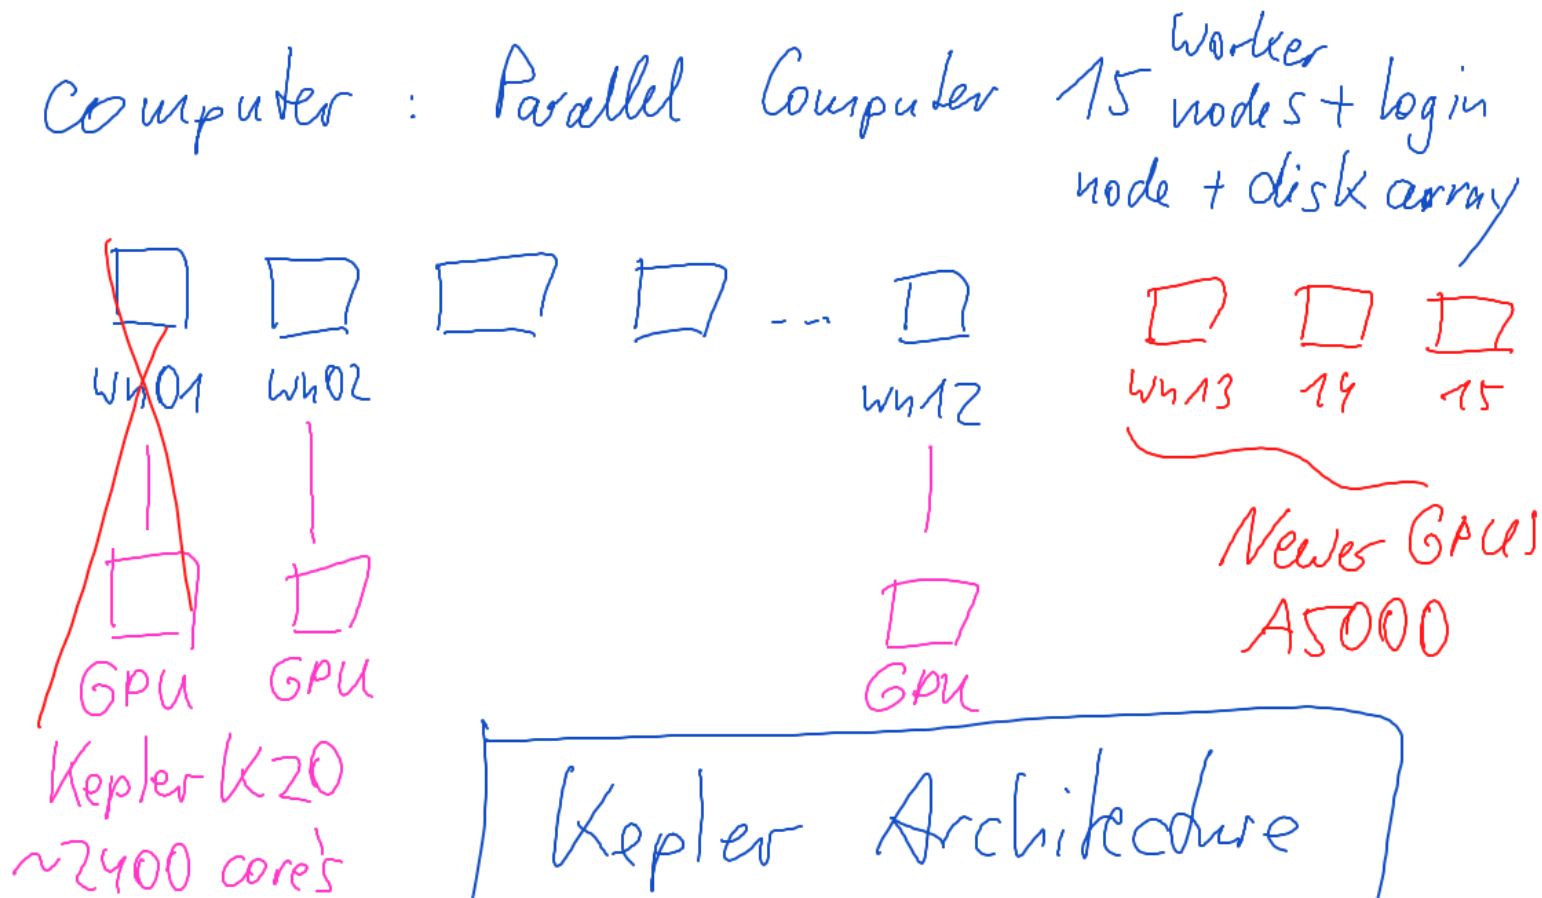 computer : Parallel Computer 15 worker nodes + login
node + disk array
wn01 wn02 ... wn12 wn13 14 15
Newer GPUs
A5000
GPU GPU GPU
Kepler K20
~2400 core's
Kepler Architecture